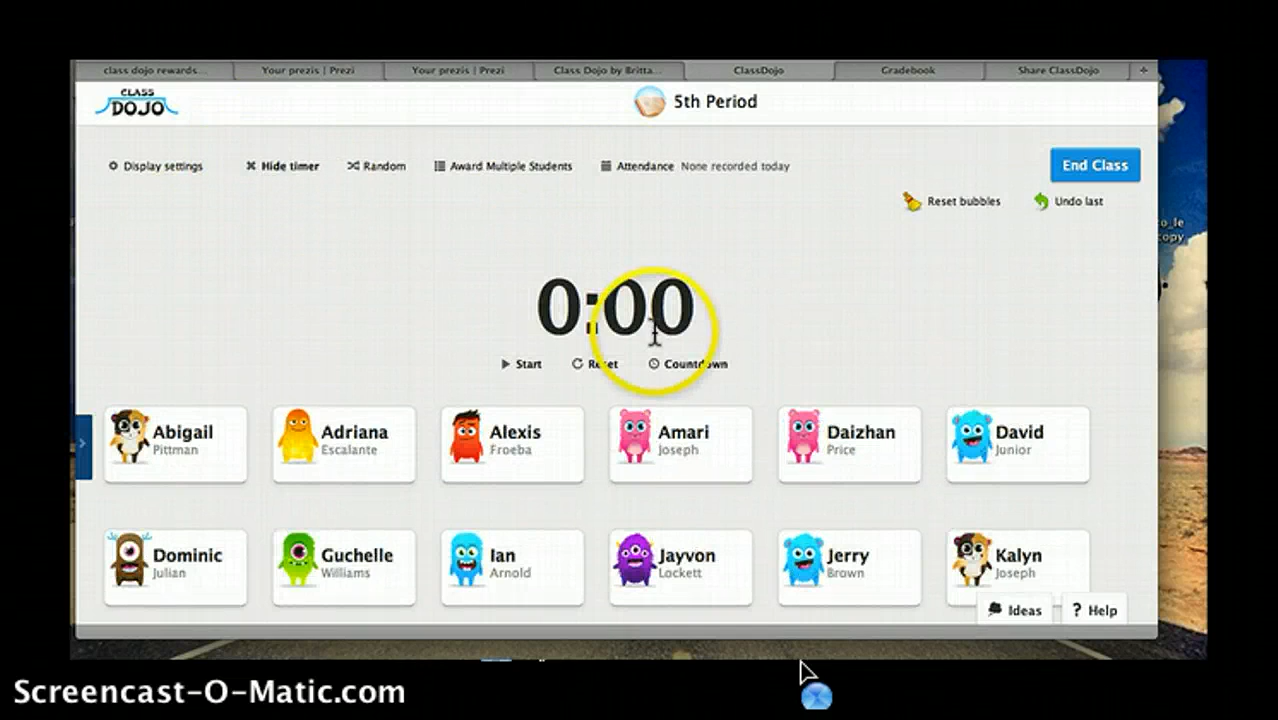 class dojo rewards... Your prezis | Prezi Your prezis | Prezi Class Dojo by Britta... ClassDojo Gradebook Share ClassDojo +
CLASS
DOJO
5th Period
Display settings Hide timer Random Award Multiple Students Attendance None recorded today End Class
Reset bubbles Undo last
0:00
Start Reset Countdown
Abigail Adriana Alexis Amari Daizhan David
Pittman Escalante Froeba Joseph Price Junior
Dominic Guchelle Ian Jayvon Jerry Kalyn
Julian Williams Arnold Lockett Brown Joseph
Ideas ? Help
Screencast-O-Matic.com